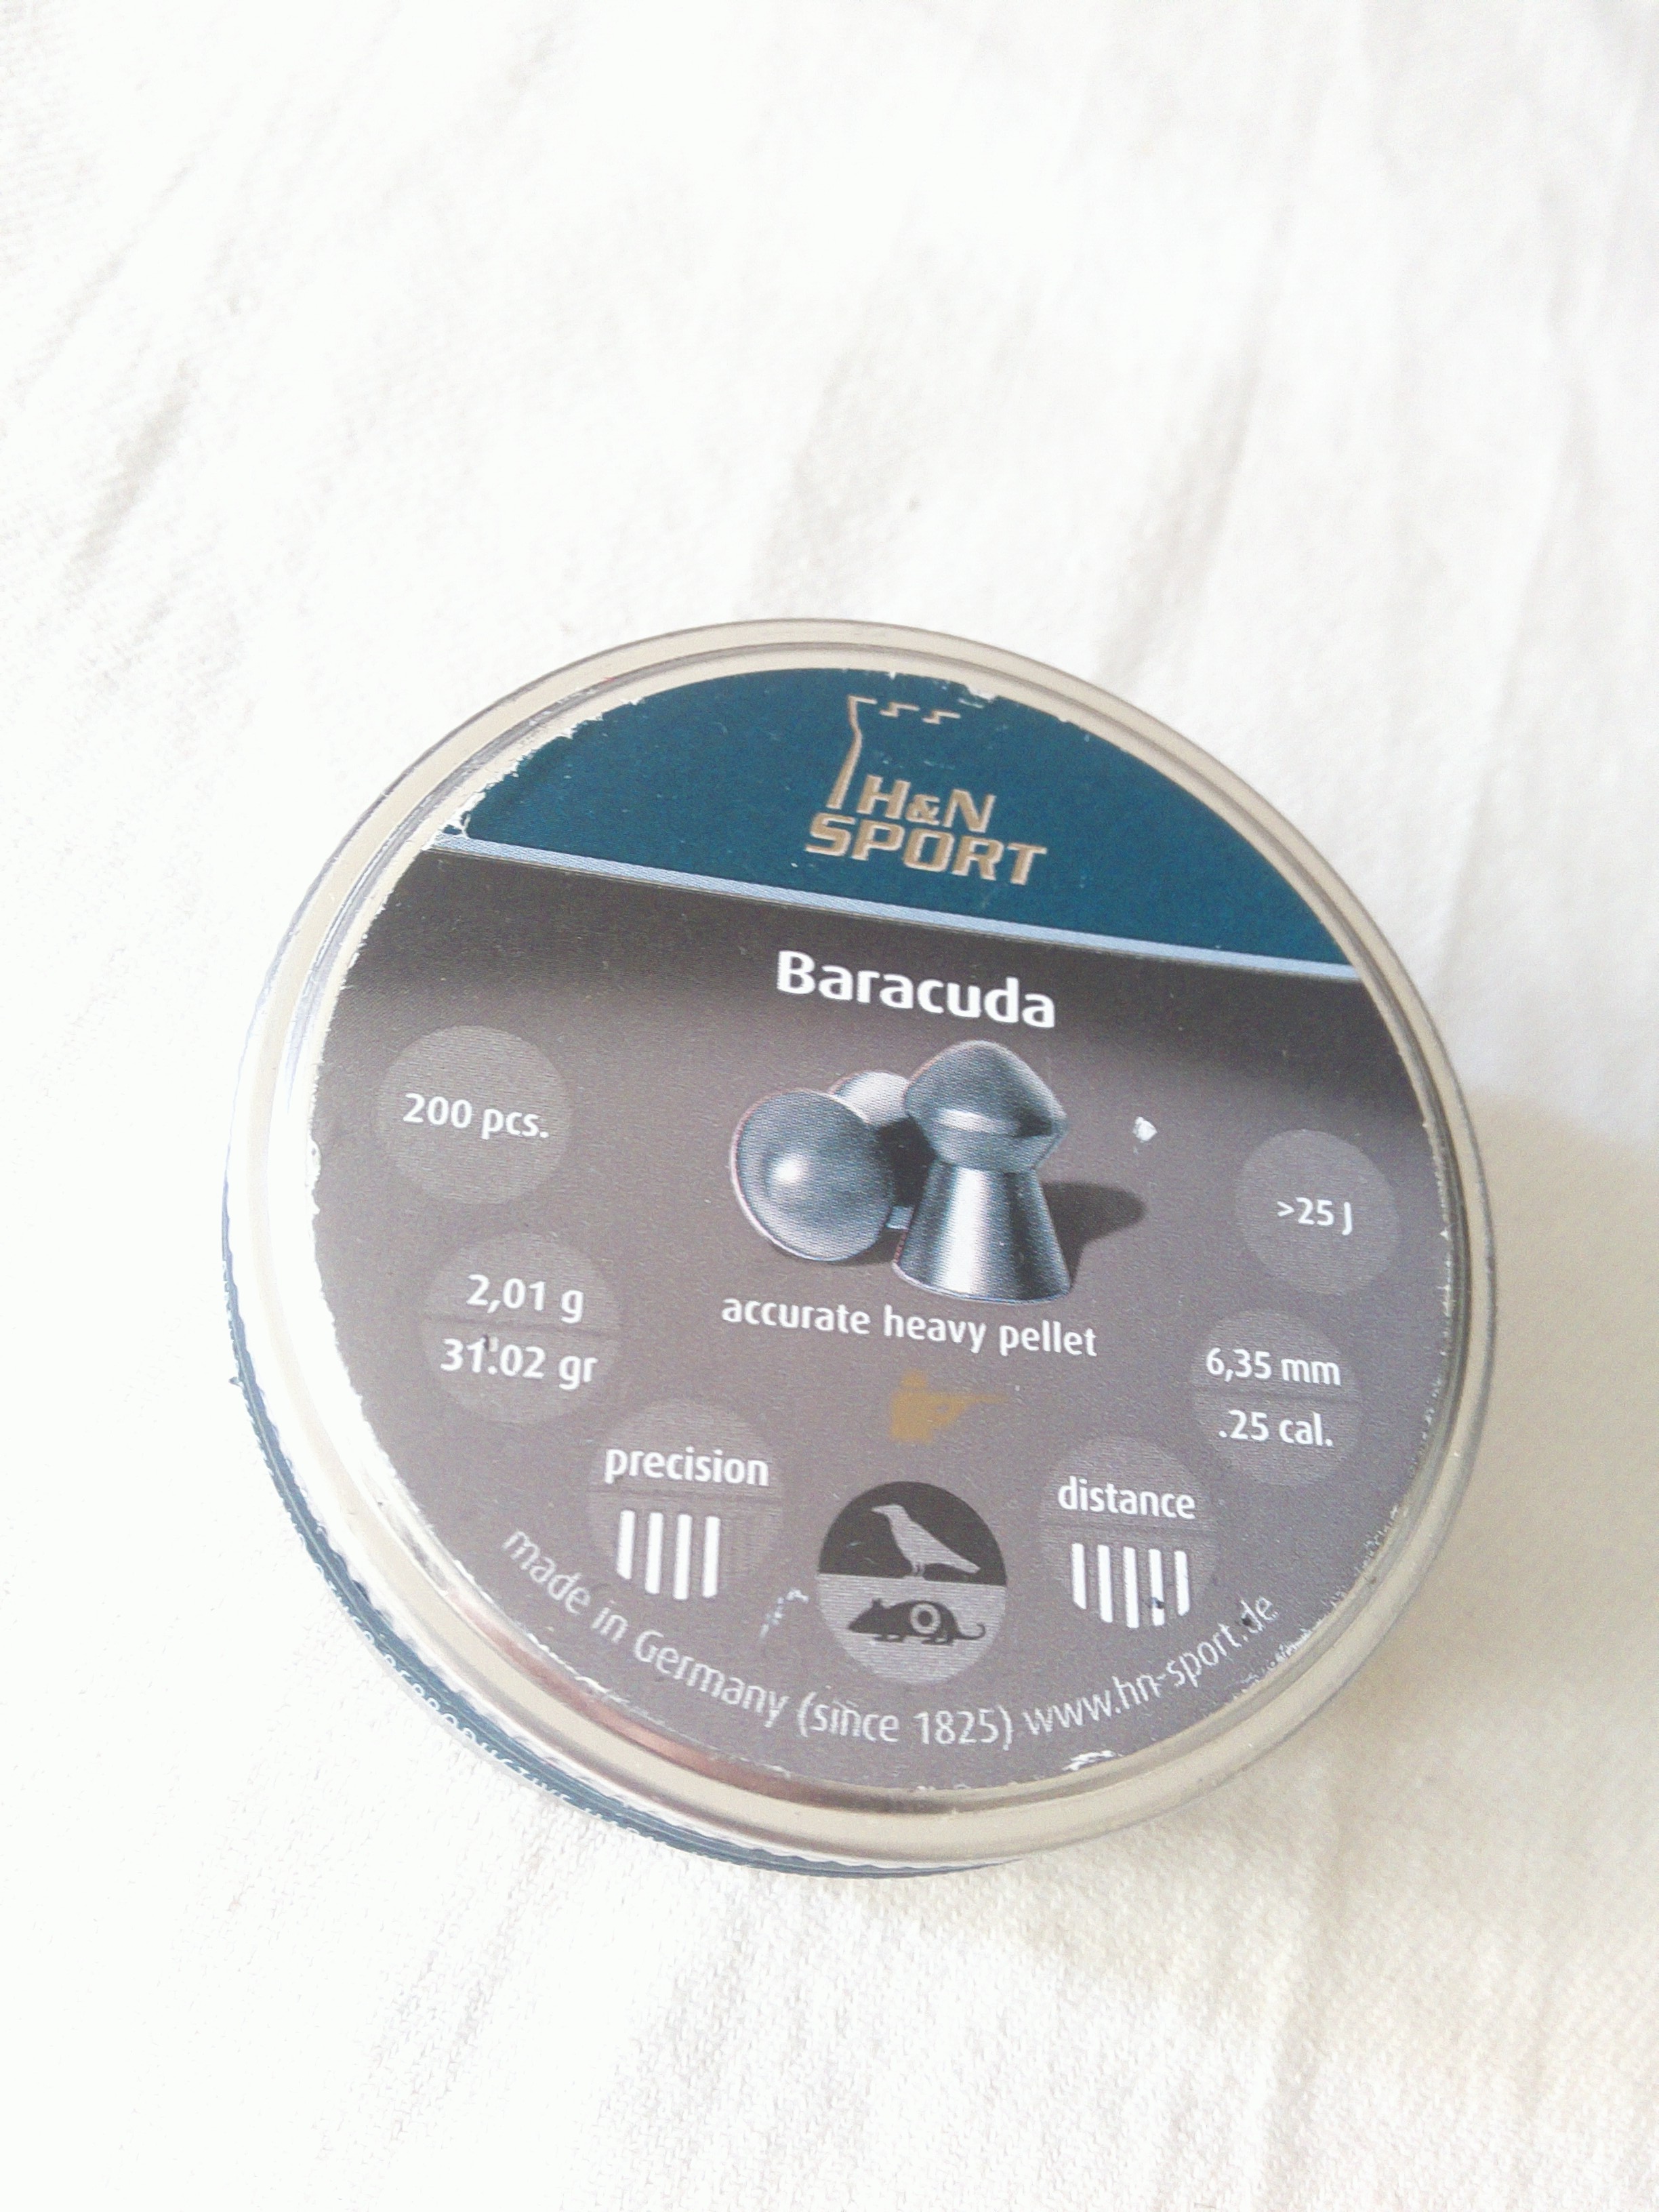 H&N
SPORT
Baracuda
200 pcs.
>25 J
2,01 g
31.02 gr
accurate heavy pellet
6,35 mm
.25 cal.
precision
distance
made in Germany (since 1825) www.hn-sport.de